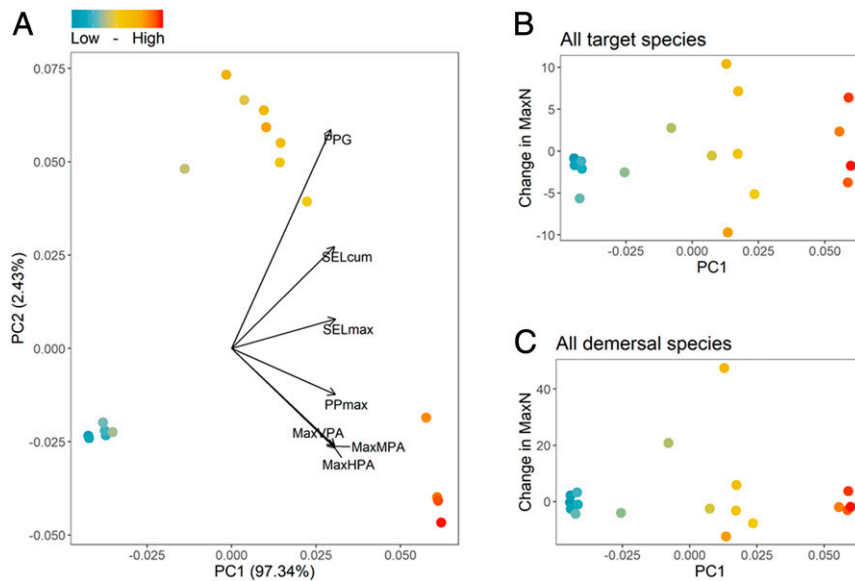 A
Low - High
0.075
0.050
0.025
0.000
-0.025
-0.050
PC2 (2.43%)
PPG
SELcum
SELmax
PPmax
MaxVPA
MaxMPA
MaxHPA
-0.025
0.000
0.025
0.050
PC1 (97.34%)
B
All target species
10
5
0
-5
-10
Change in MaxN
-0.025
0.000
0.025
0.050
PC1
C
All demersal species
40
20
0
Change in MaxN
-0.025
0.000
0.025
0.050
PC1